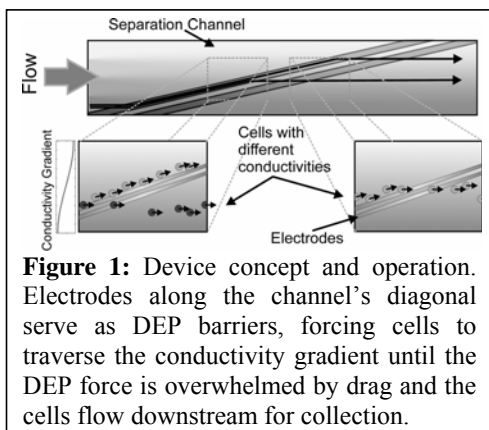 Separation Channel
Flow
Conductivity Gradient
Cells with
different
conductivities
Electrodes
Figure 1: Device concept and operation.
Electrodes along the channel's diagonal
serve as DEP barriers, forcing cells to
traverse the conductivity gradient until the
DEP force is overwhelmed by drag and the
cells flow downstream for collection.